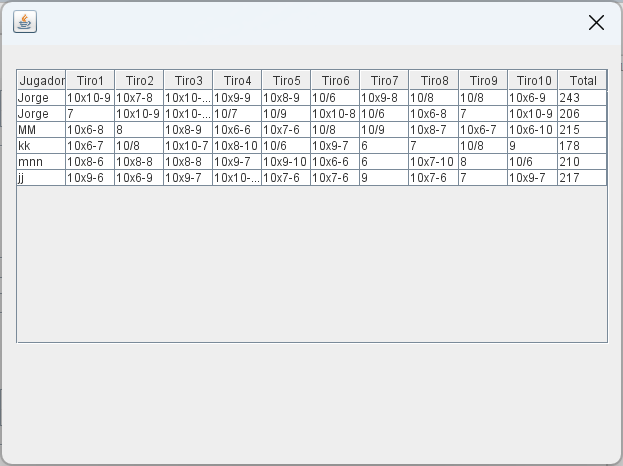 Jugador Tiro1 Tiro2 Tiro3 Tiro4 Tiro5 Tiro6 Tiro7 Tiro8 Tiro9 Tiro10 Total
Jorge 10x10-9 10x7-8 10x10-... 10x9-9 10x8-9 10/6 10x9-8 10/8 10/8 10x6-9 243
Jorge 7 10x10-9 10x10-... 10/7 10/9 10x10-8 10/6 10x6-8 7 10x10-9 206
MM 10x6-8 8 10x8-9 10x6-6 10x7-6 10/8 10/9 10x8-7 10x6-7 10x6-10 215
kk 10x6-7 10/8 10x10-7 10x8-10 10/6 10x9-7 6 7 10/8 9 178
mnn 10x8-6 10x8-8 10x8-8 10x9-7 10x9-10 10x6-6 6 10x7-10 8 10/6 210
jj 10x9-6 10x6-9 10x9-7 10x10-... 10x7-6 10x7-6 9 10x7-6 7 10x9-7 217